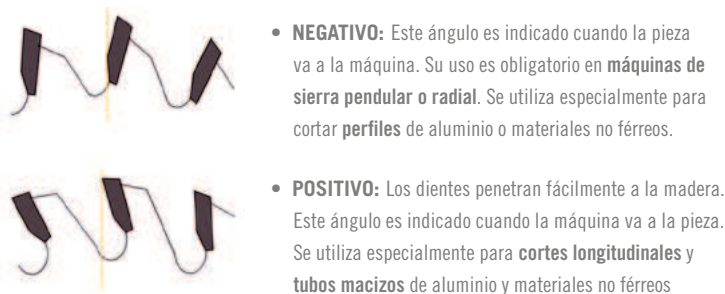 • NEGATIVO: Este ángulo es indicado cuando la pieza
va a la máquina. Su uso es obligatorio en máquinas de
sierra pendular o radial. Se utiliza especialmente para
cortar perfiles de aluminio o materiales no férreos.
• POSITIVO: Los dientes penetran fácilmente a la madera.
Este ángulo es indicado cuando la máquina va a la pieza.
Se utiliza especialmente para cortes longitudinales y
tubos macizos de aluminio y materiales no férreos